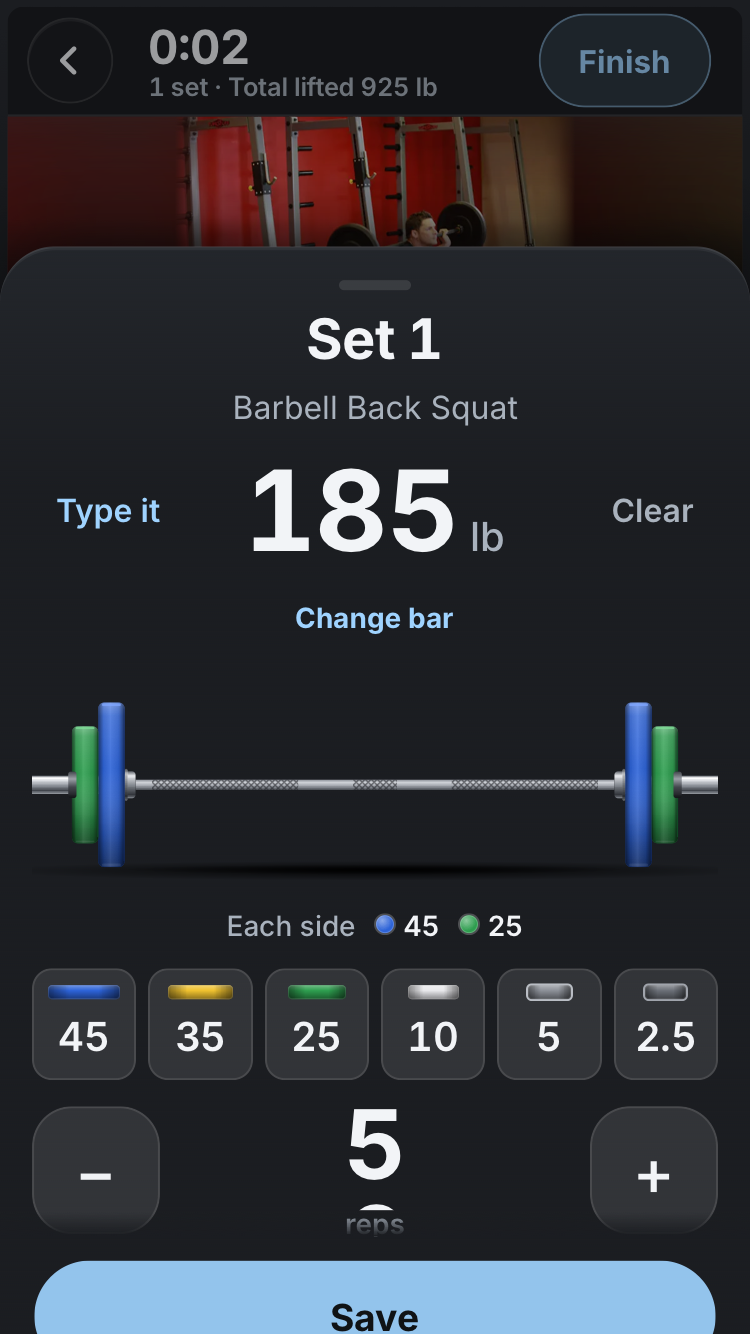 0:02
1 set · Total lifted 925 lb
Finish
Set 1
Barbell Back Squat
Type it
185 lb
Clear
Change bar
Each side 45 25
45 35 25 10 5 2.5
− 5 +
reps
Save